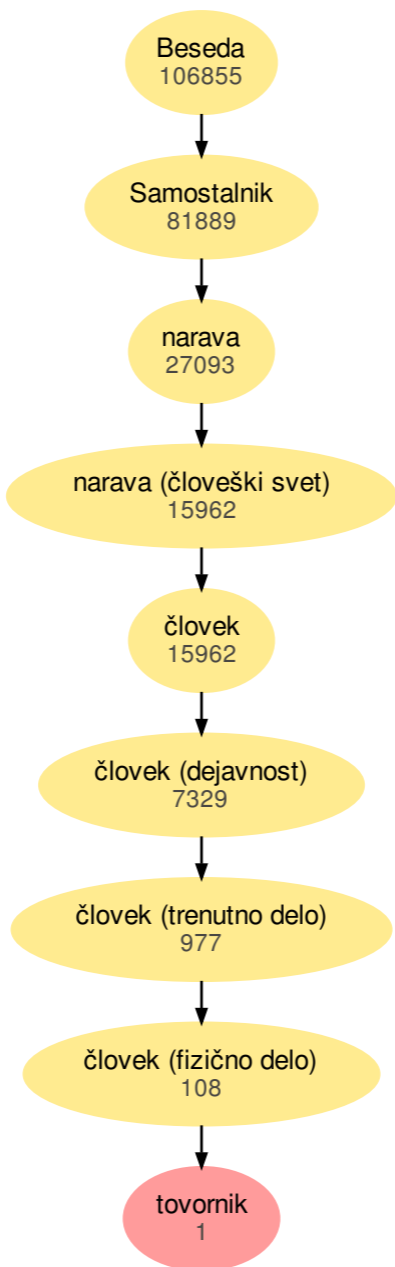 Beseda
106855
Samostalnik
81889
narava
27093
narava (človeški svet)
15962
človek
15962
človek (dejavnost)
7329
človek (trenutno delo)
977
človek (fizično delo)
108
tovornik
1